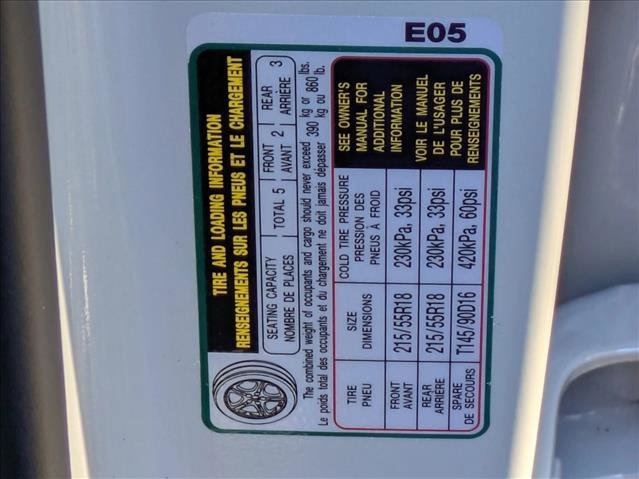 E05
TIRE AND LOADING INFORMATION
RENSEIGNEMENTS SUR LES PNEUS ET LE CHARGEMENT
SEATING CAPACITY
NOMBRE DE PLACES
TOTAL 5
FRONT
AVANT 2
REAR
ARRIÈRE 3
The combined weight of occupants and cargo should never exceed 390 kg or 860 lbs.
Le poids total des occupants et du chargement ne doit jamais dépasser 390 kg ou 860 lb.
TIRE
PNEU
SIZE
DIMENSIONS
COLD TIRE PRESSURE
PRESSION DES
PNEUS À FROID
SEE OWNER'S
MANUAL FOR
ADDITIONAL
INFORMATION
VOIR LE MANUEL
DE L'USAGER
POUR PLUS DE
RENSEIGNEMENTS
FRONT
AVANT
215/55R18
230kPa, 33psi
REAR
ARRIÈRE
215/55R18
230kPa, 33psi
SPARE
DE SECOURS
T145/90D16
420kPa, 60psi